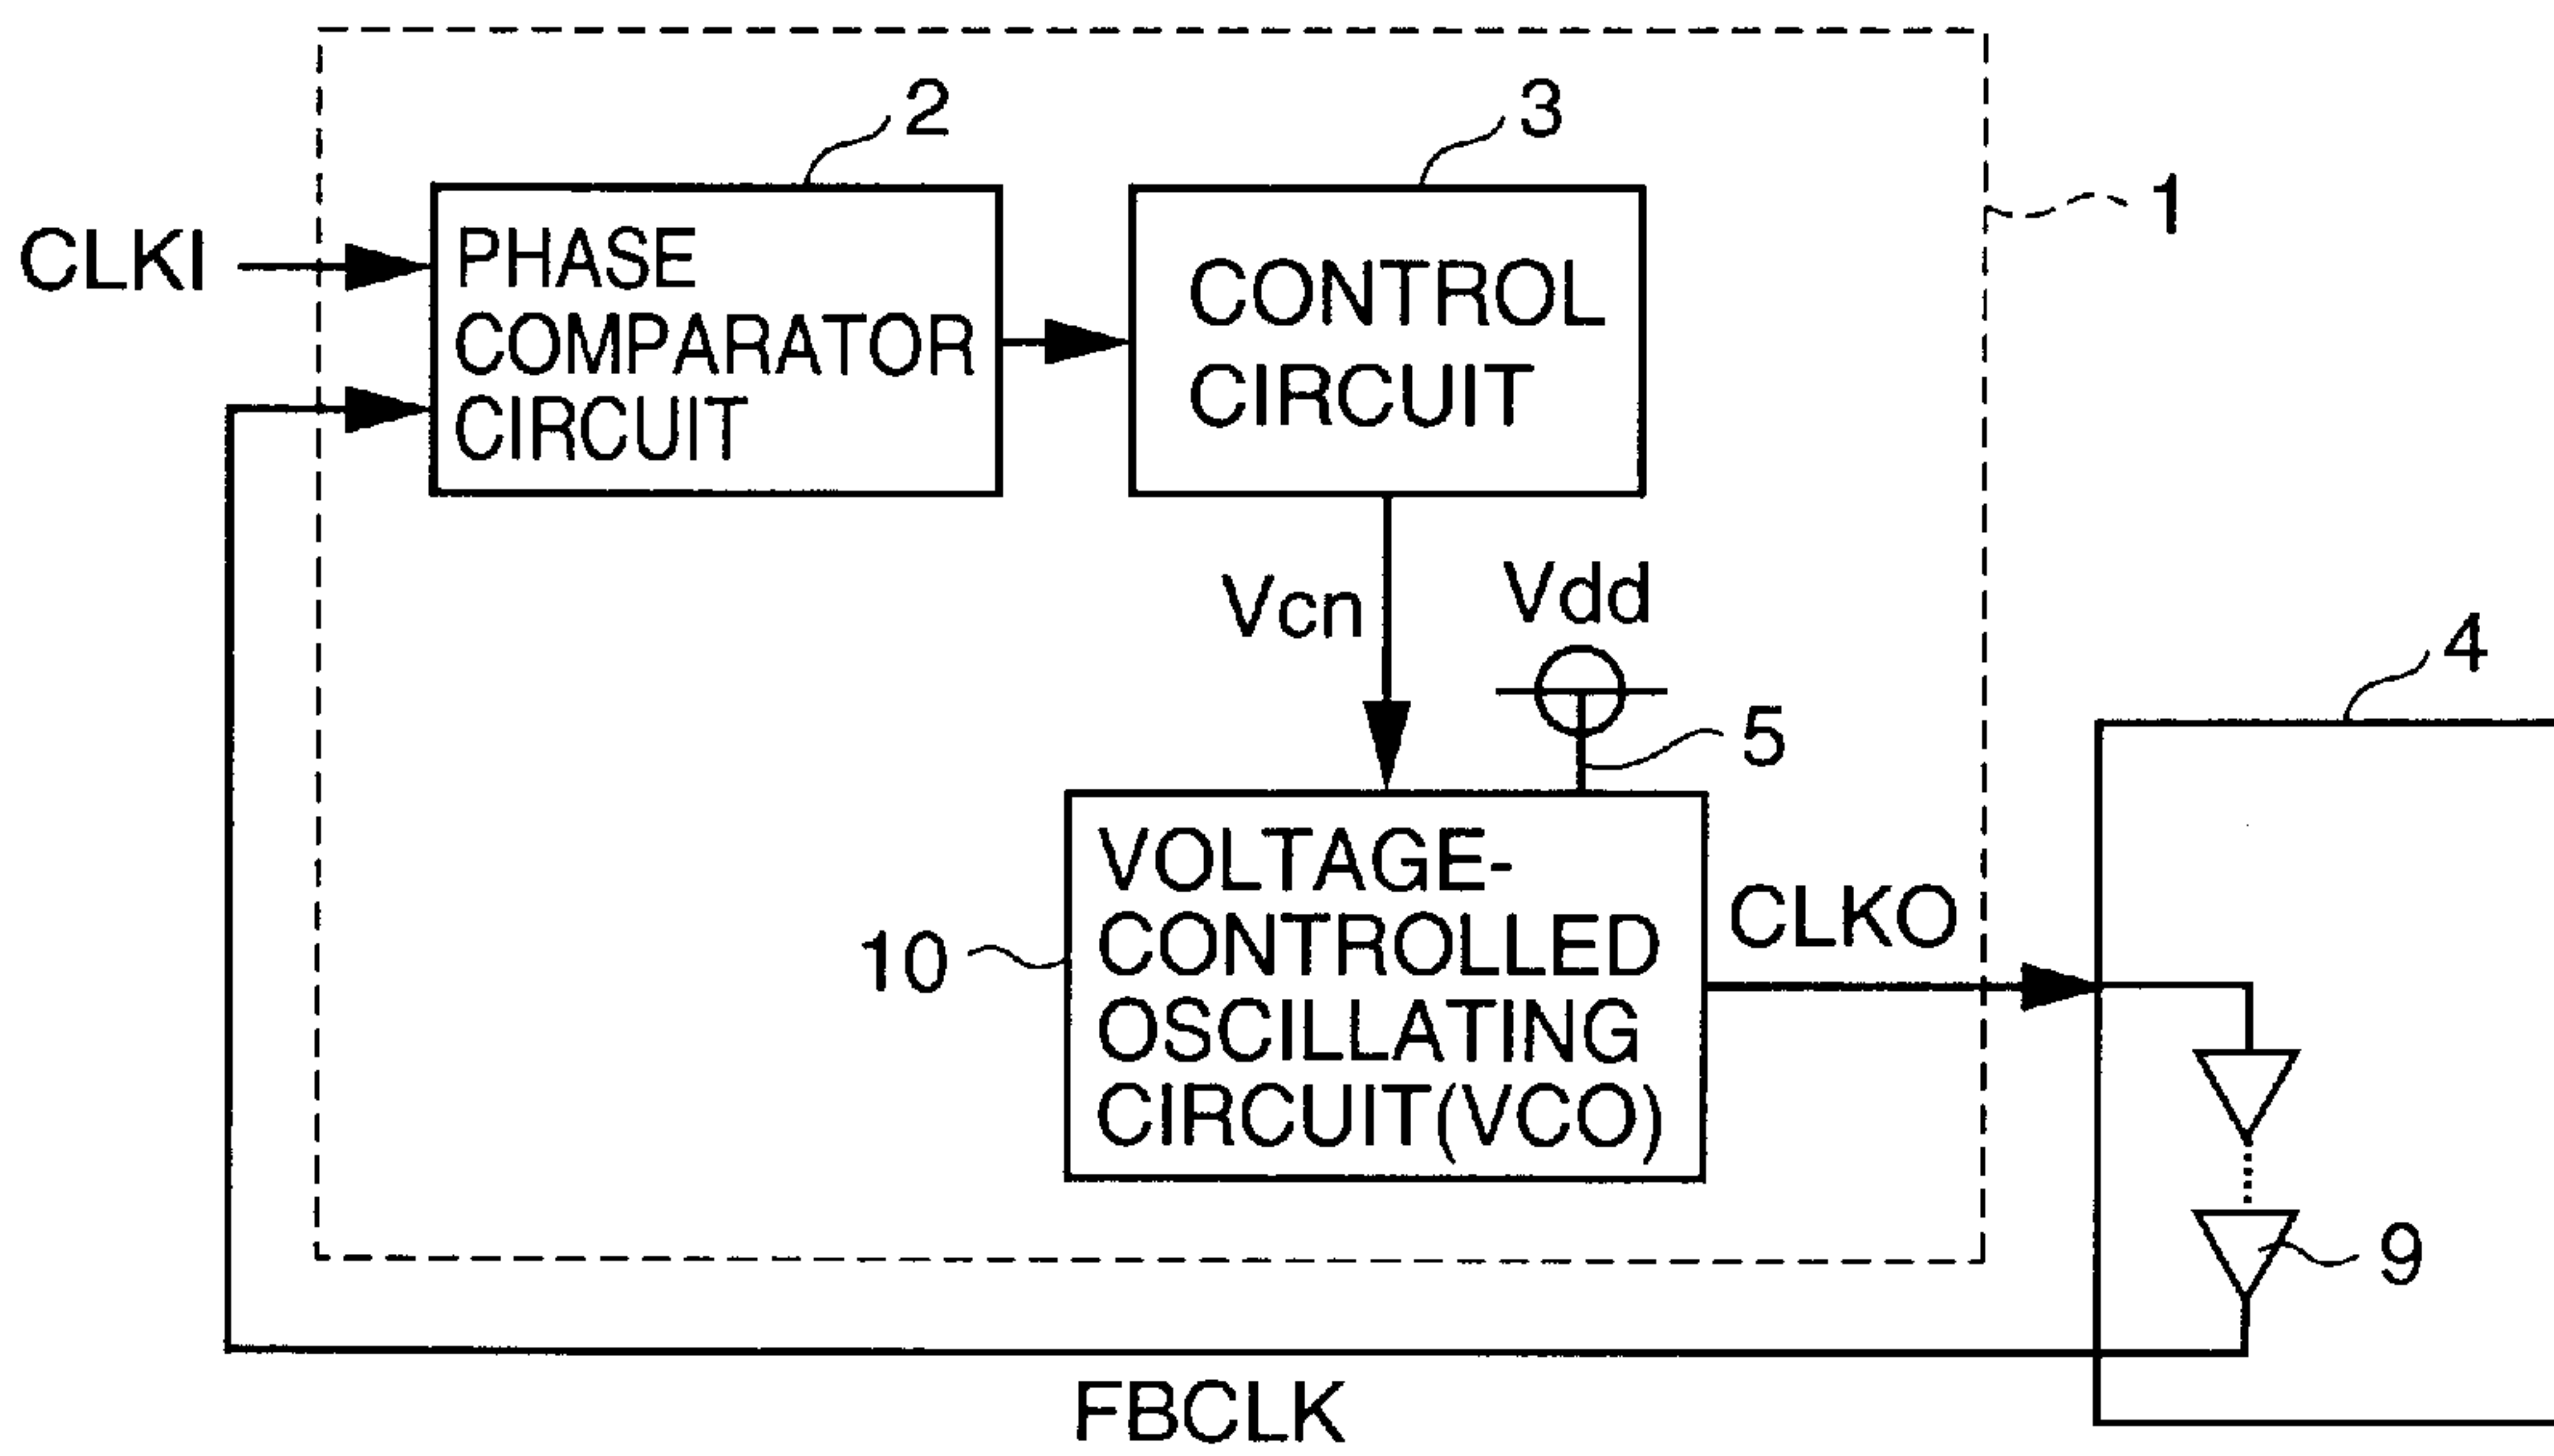 2
3
1
CLKI
PHASE
COMPARATOR
CIRCUIT
CONTROL
CIRCUIT
Vcn
Vdd
5
4
10
VOLTAGE-
CONTROLLED
OSCILLATING
CIRCUIT(VCO)
CLKO
9
FBCLK